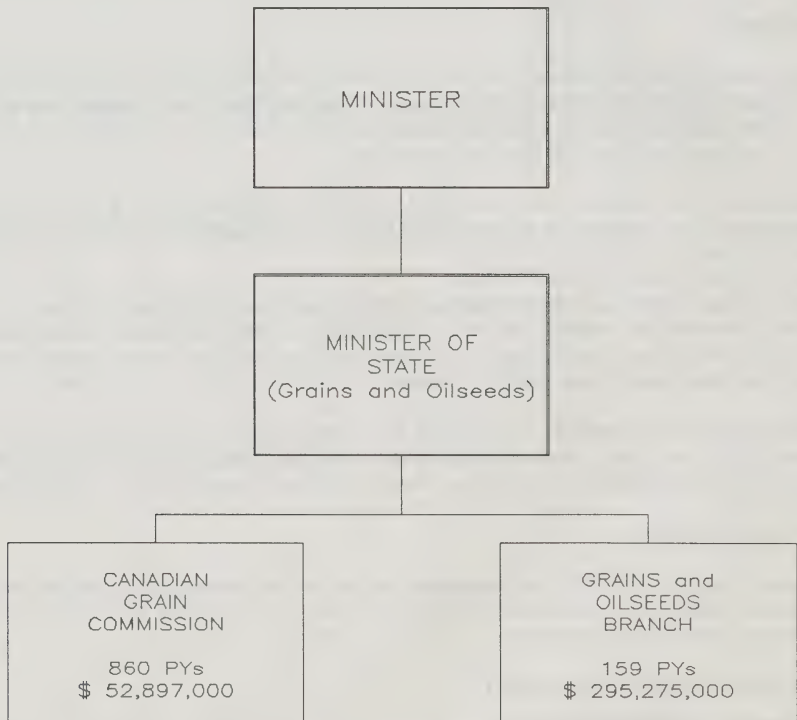 MINISTER
MINISTER OF
STATE
(Grains and Oilseeds)
CANADIAN
GRAIN
COMMISSION
860 PYs
$ 52,897,000
GRAINS and
OILSEEDS
BRANCH
159 PYs
$ 295,275,000